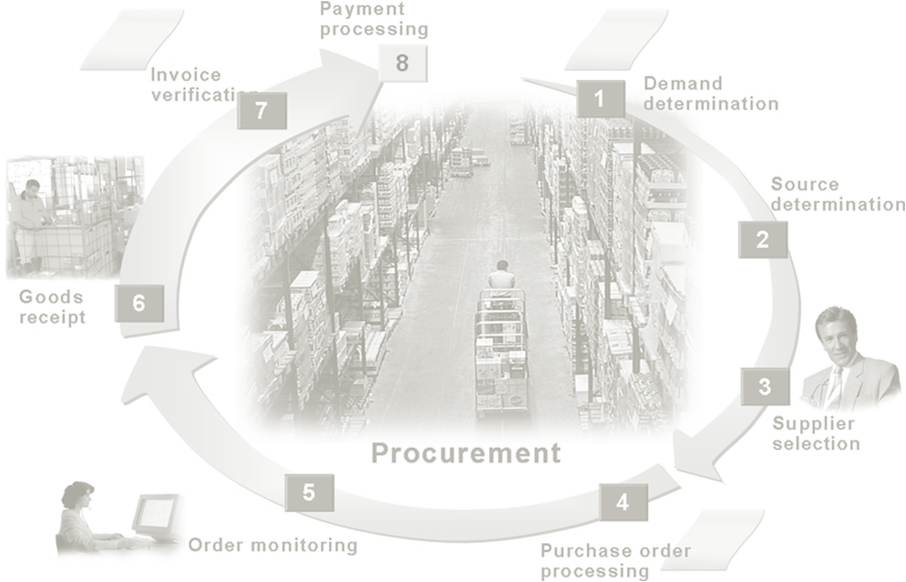 Payment
processing
8
1
Demand
determination
Source
determination
2
3
Supplier
selection
4
Purchase order
processing
5
Order monitoring
6
Goods
receipt
7
Invoice
verification
Procurement